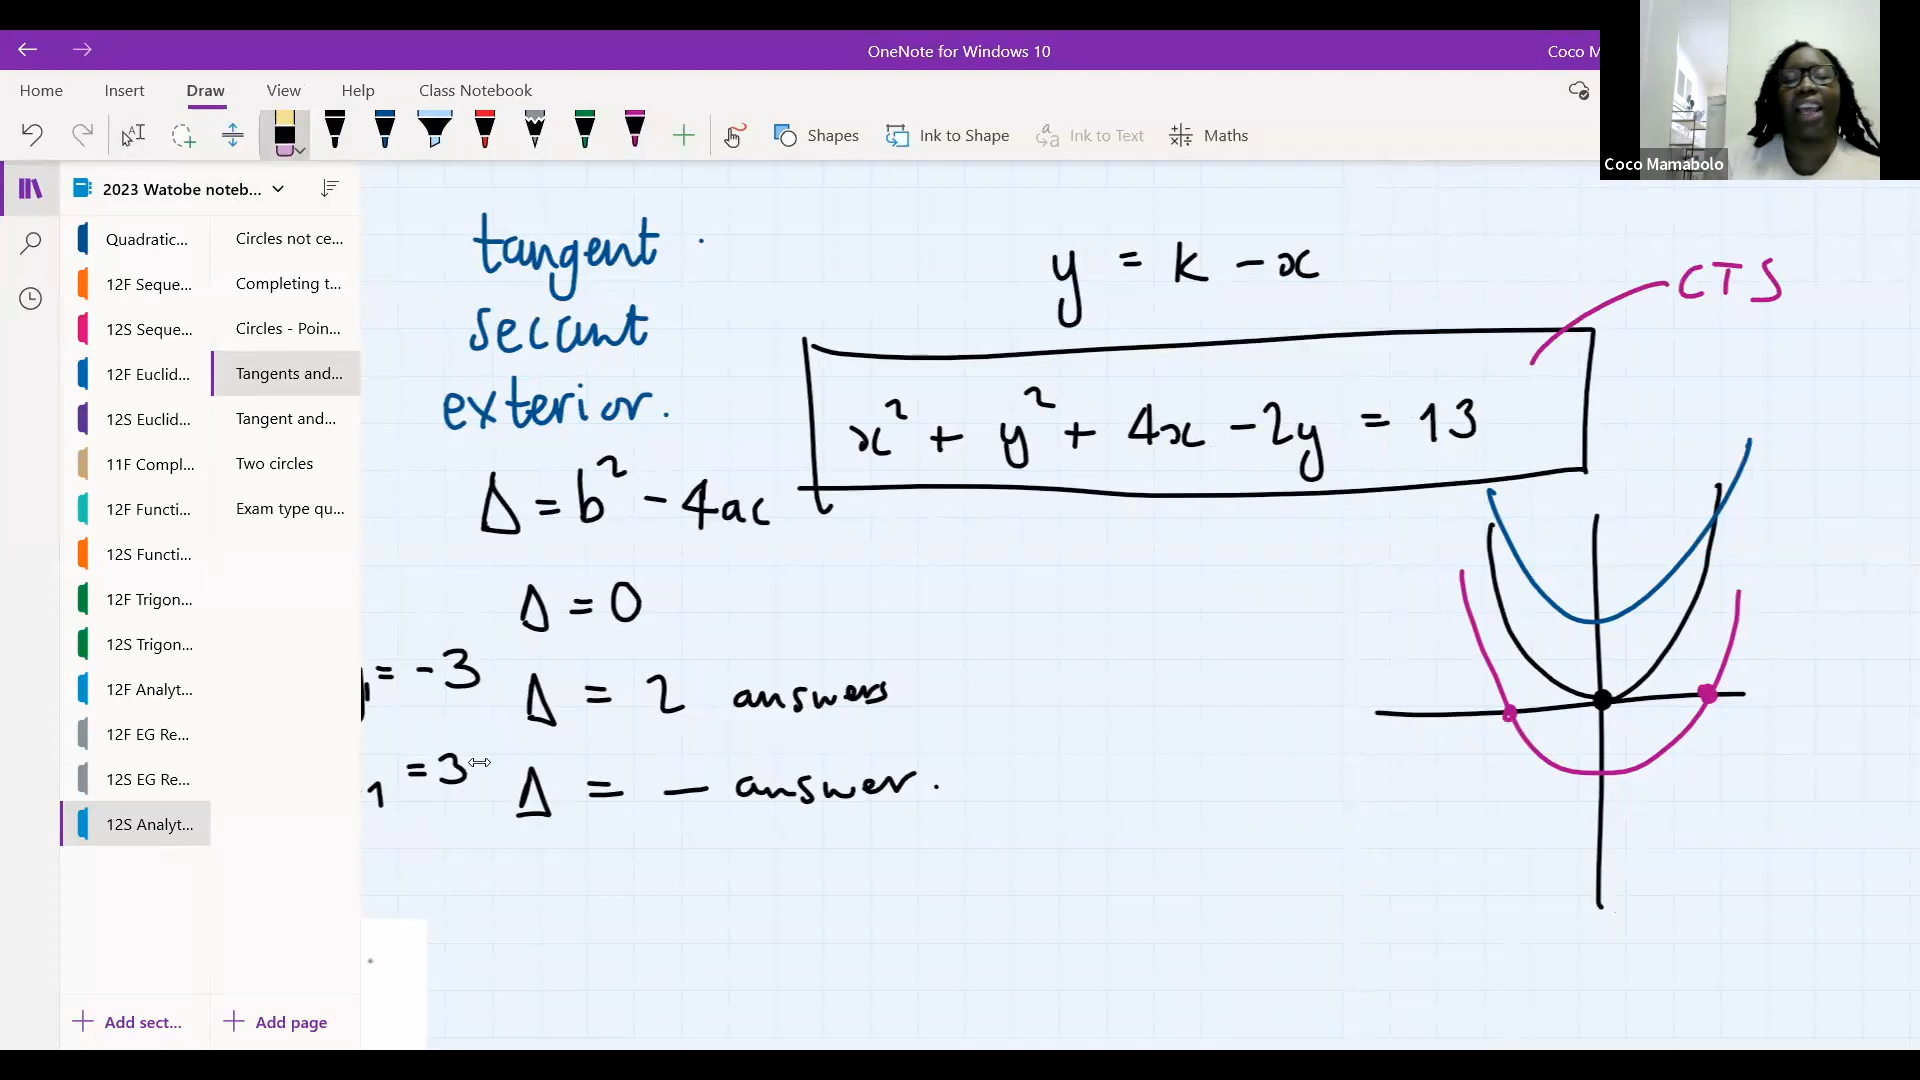 OneNote for Windows 10
Coco M
Home Insert Draw View Help Class Notebook
Shapes Ink to Shape Ink to Text Maths
Coco Mamabolo
2023 Watobe noteb...
Quadratic...
12F Seque...
12S Seque...
12F Euclid...
12S Euclid...
11F Compl...
12F Functi...
12S Functi...
12F Trigon...
12S Trigon...
12F Analyt...
12F EG Re...
12S EG Re...
12S Analyt...
Add sect...
Circles not ce...
Completing t...
Circles - Poin...
Tangents and...
Tangent and...
Two circles
Exam type qu...
Add page
tangent .
secant
exterior.
Δ = b² - 4ac
Δ = 0
= -3
Δ = 2 answers
1 = 3
Δ = — answer.
y = k - x
CTS
x² + y² + 4x - 2y = 13